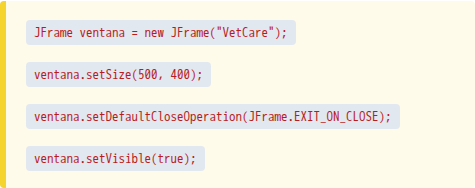 JFrame ventana = new JFrame("VetCare");
ventana.setSize(500, 400);
ventana.setDefaultCloseOperation(JFrame.EXIT_ON_CLOSE);
ventana.setVisible(true);